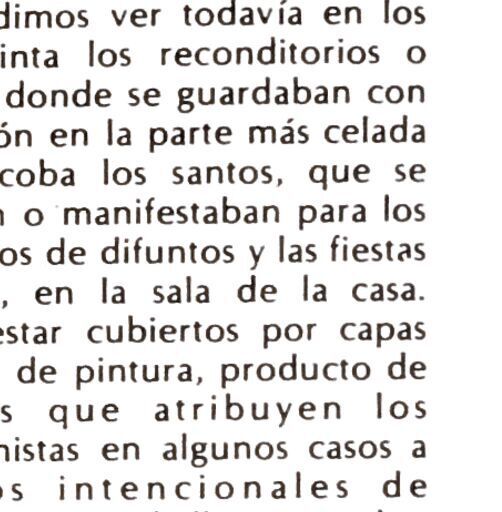 dimos ver todavía en los
inta los reconditorios o
donde se guardaban con
ón en la parte más celada
coba los santos, que se
o manifestaban para los
os de difuntos y las fiestas
, en la sala de la casa.
estar cubiertos por capas
de pintura, producto de
s que atribuyen los
nistas en algunos casos a
os intencionales de